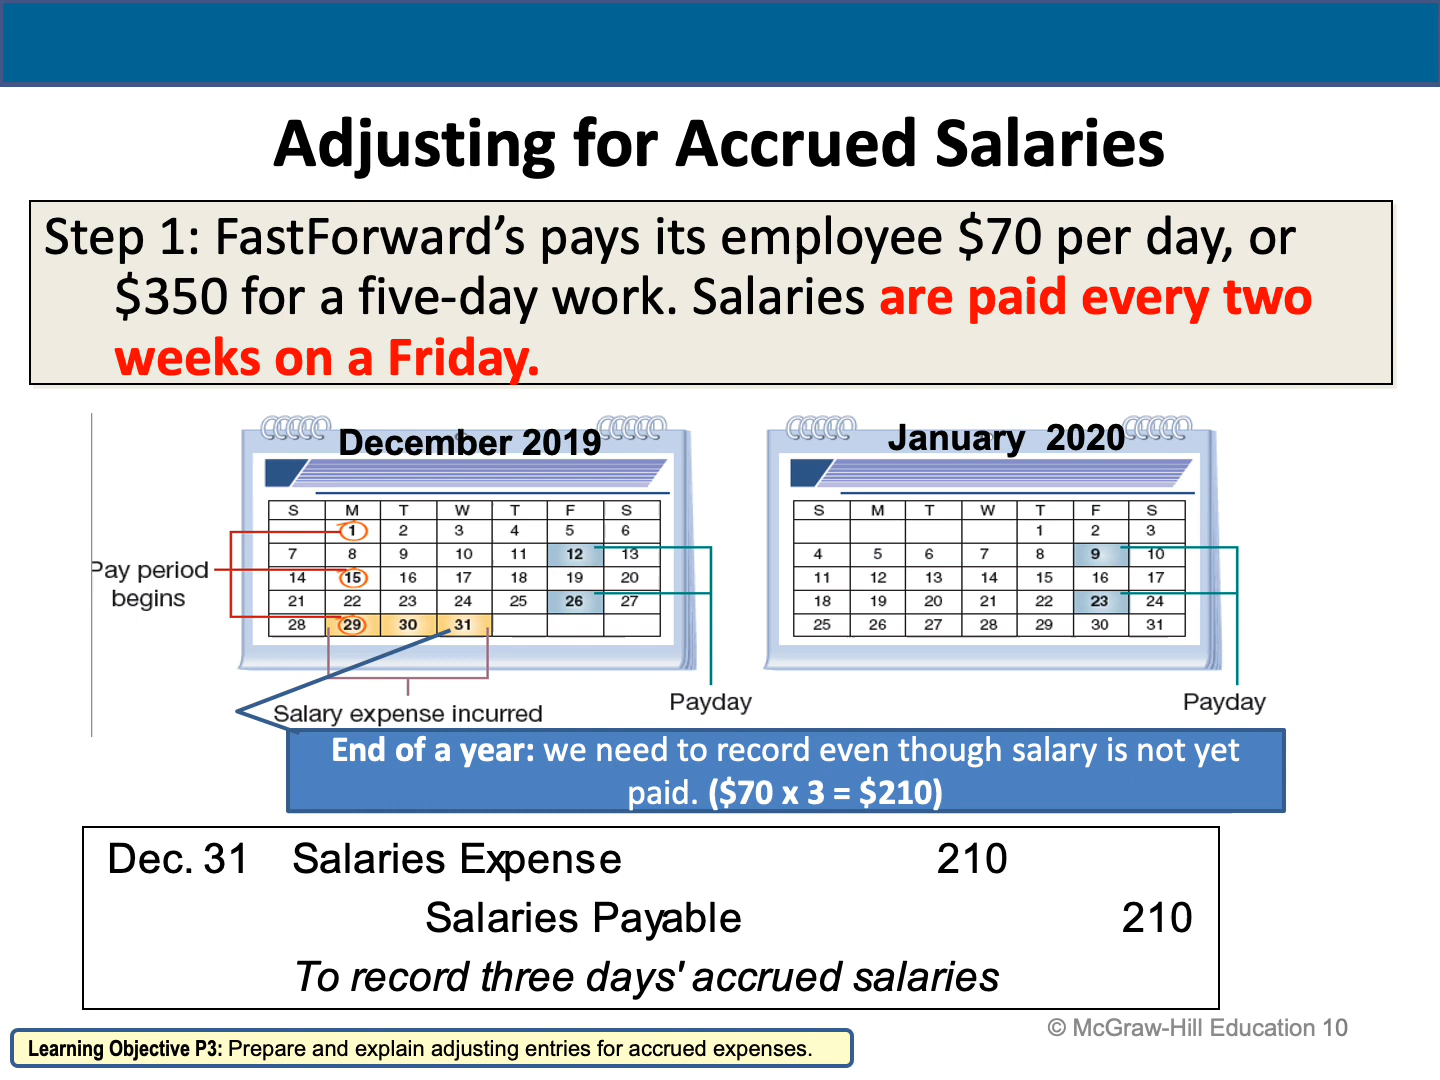 Adjusting for Accrued Salaries
Step 1: FastForward’s pays its employee $70 per day, or
$350 for a five-day work. Salaries are paid every two
weeks on a Friday.
December 2019
S M T W T F S
1 2 3 4 5 6
7 8 9 10 11 12 13
14 15 16 17 18 19 20
21 22 23 24 25 26 27
28 29 30 31
Pay period
begins
Salary expense incurred
Payday
January 2020
S M T W T F S
1 2 3
4 5 6 7 8 9 10
11 12 13 14 15 16 17
18 19 20 21 22 23 24
25 26 27 28 29 30 31
Payday
End of a year: we need to record even though salary is not yet
paid. ($70 x 3 = $210)
Dec. 31 Salaries Expense 210
Salaries Payable 210
To record three days' accrued salaries
© McGraw-Hill Education 10
Learning Objective P3: Prepare and explain adjusting entries for accrued expenses.